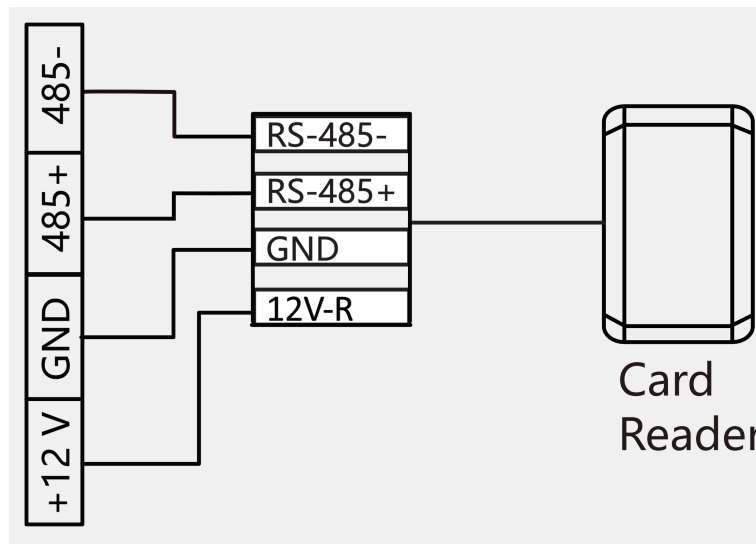 485-
485+
GND
+12 V
RS-485-
RS-485+
GND
12V-R
Card
Reader